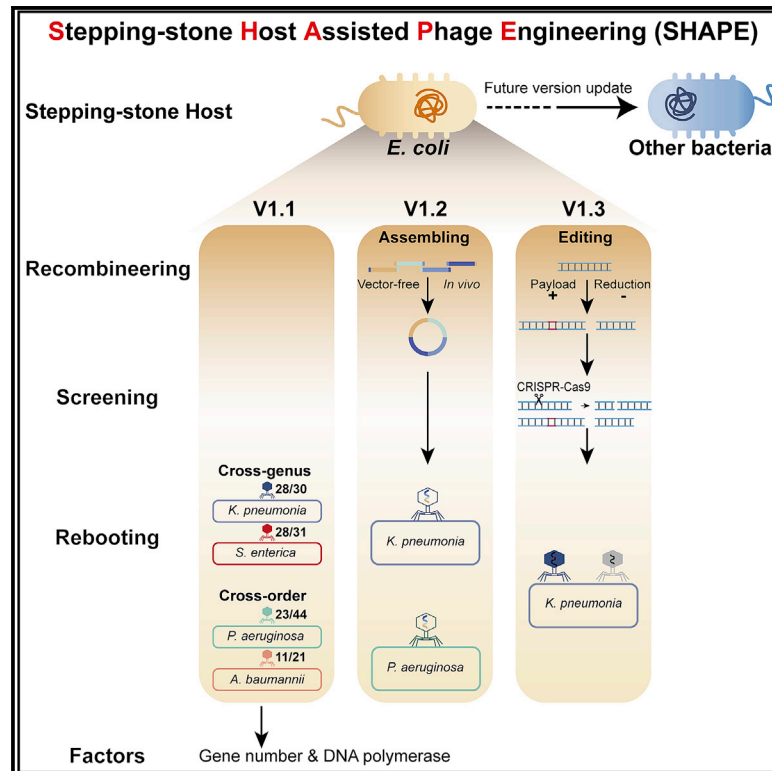 Stepping-stone Host Assisted Phage Engineering (SHAPE)
Stepping-stone Host
E. coli
Future version update
Other bacteria
V1.1
V1.2
V1.3
Recombineering
Assembling
Vector-free
In vivo
Editing
Payload
+
Reduction
-
Screening
CRISPR-Cas9
Rebooting
Cross-genus
28/30
K. pneumonia
28/31
S. enterica
Cross-order
23/44
P. aeruginosa
11/21
A. baumannii
K. pneumonia
P. aeruginosa
K. pneumonia
Factors
Gene number & DNA polymerase